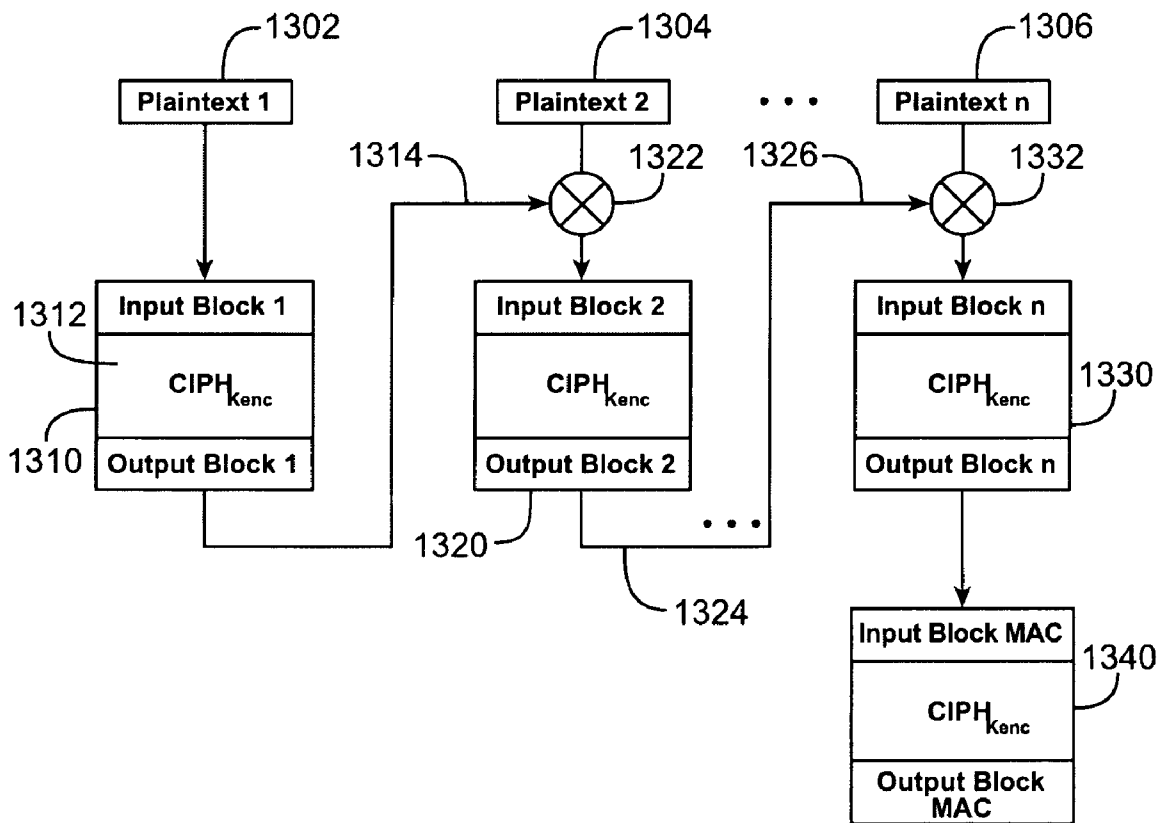 1302
1304
1306
Plaintext 1
Plaintext 2
• • •
Plaintext n
1314
1322
1326
1332
Input Block 1
Input Block 2
Input Block n
1312
CIPHKenc
CIPHKenc
CIPHKenc
1330
1310
Output Block 1
Output Block 2
Output Block n
1320
• • •
1324
Input Block MAC
1340
CIPHKenc
Output Block
MAC